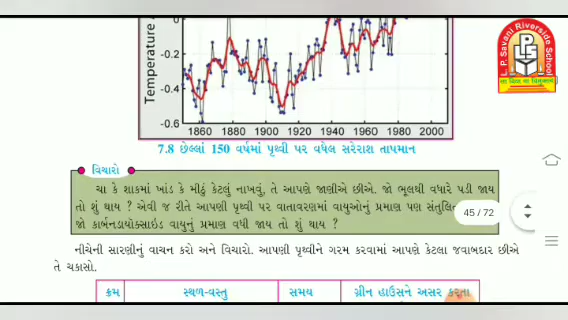 Temperature
0
-0.2
-0.4
-0.6
1860 1880 1900 1920 1940 1960 1980 2000
7.8 છેલ્લાં 150 વર્ષમાં પૃથ્વી પર વધેલ સરેરાશ તાપમાન
વિચારો
ચા કે શાકમાં ખાંડ કે મીઠું કેટલું નાખવું, તે આપણે જાણીએ છીએ. જો ભૂલથી વધારે પડી જાય
તો શું થાય ? એવી જ રીતે આપણી પૃથ્વી પર વાતાવરણમાં વાયુઓનું પ્રમાણ પણ
જો કાર્બનડાયૉક્સાઇડ વાયુનું પ્રમાણ વધી જાય તો શું થાય ?
45 / 72
નીચેની સારણીનું વાચન કરો અને વિચારો. આપણી પૃથ્વીને ગરમ કરવામાં આપણે કેટલા જવાબદાર છીએ
તે ચકાસો.
ક્રમ સ્થળ-વસ્તુ સમય ગ્રીન હાઉસને અસર કરતા
L. P. Savani Riverside School